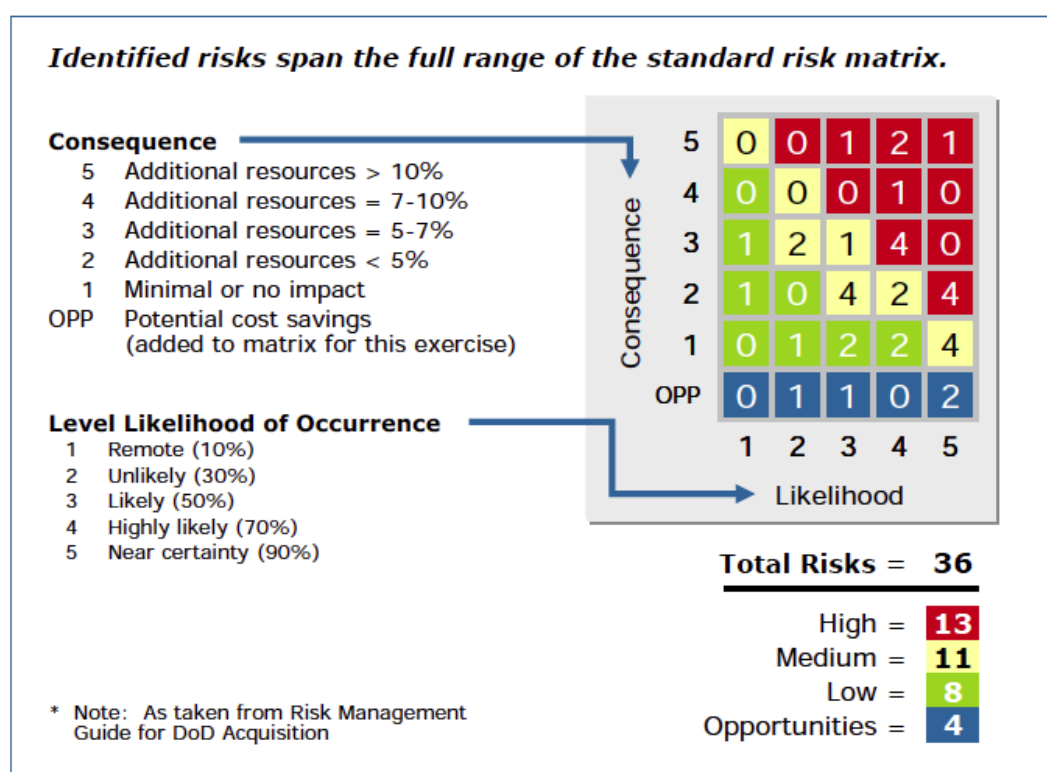 Identified risks span the full range of the standard risk matrix.
Consequence
5 Additional resources > 10%
4 Additional resources = 7-10%
3 Additional resources = 5-7%
2 Additional resources < 5%
1 Minimal or no impact
OPP Potential cost savings
(added to matrix for this exercise)
Level Likelihood of Occurrence
1 Remote (10%)
2 Unlikely (30%)
3 Likely (50%)
4 Highly likely (70%)
5 Near certainty (90%)
* Note: As taken from Risk Management
Guide for DoD Acquisition
Consequence
5 0 0 1 2 1
4 0 0 0 1 0
3 1 2 1 4 0
2 1 0 4 2 4
1 0 1 2 2 4
OPP 0 1 1 0 2
1 2 3 4 5
Likelihood
Total Risks = 36
High = 13
Medium = 11
Low = 8
Opportunities = 4